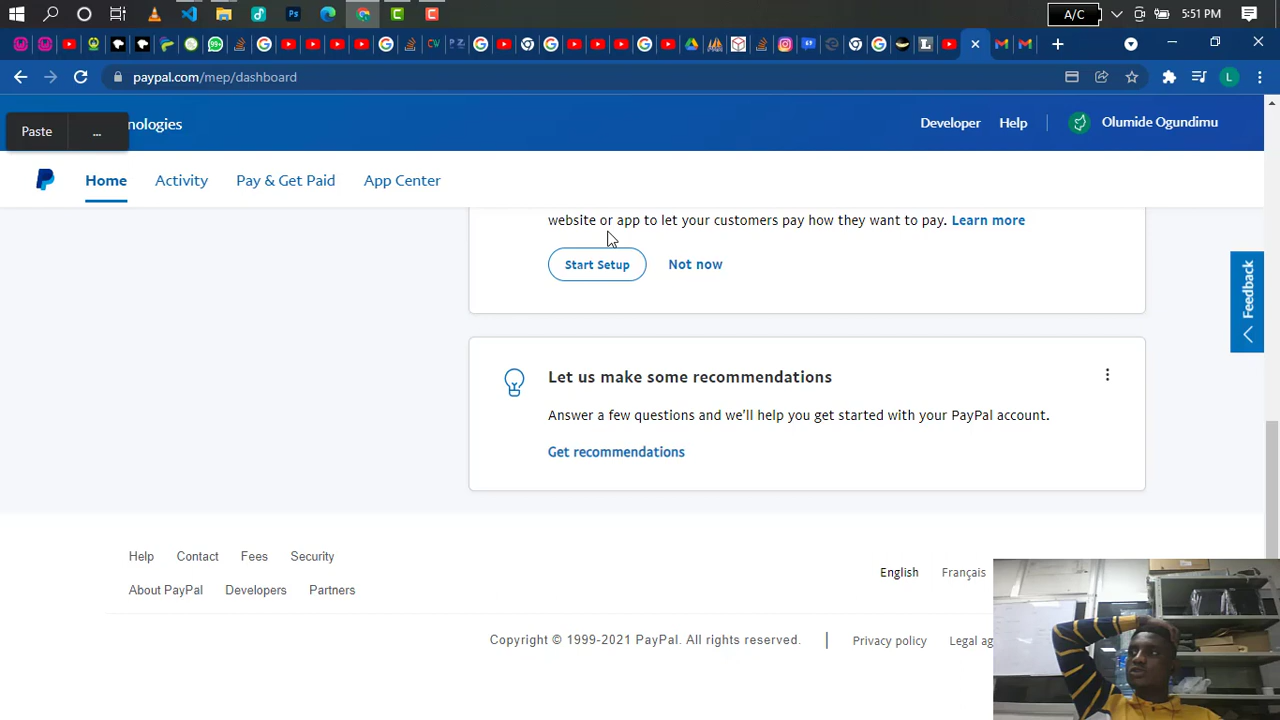 A/C
5:51 PM
paypal.com/mep/dashboard
Paste
...
nologies
Developer
Help
Olumide Ogundimu
Home
Activity
Pay & Get Paid
App Center
website or app to let your customers pay how they want to pay. Learn more
Start Setup
Not now
Feedback
Let us make some recommendations
Answer a few questions and we'll help you get started with your PayPal account.
Get recommendations
Help
Contact
Fees
Security
English
Français
About PayPal
Developers
Partners
Copyright © 1999-2021 PayPal. All rights reserved.
Privacy policy
Legal ag